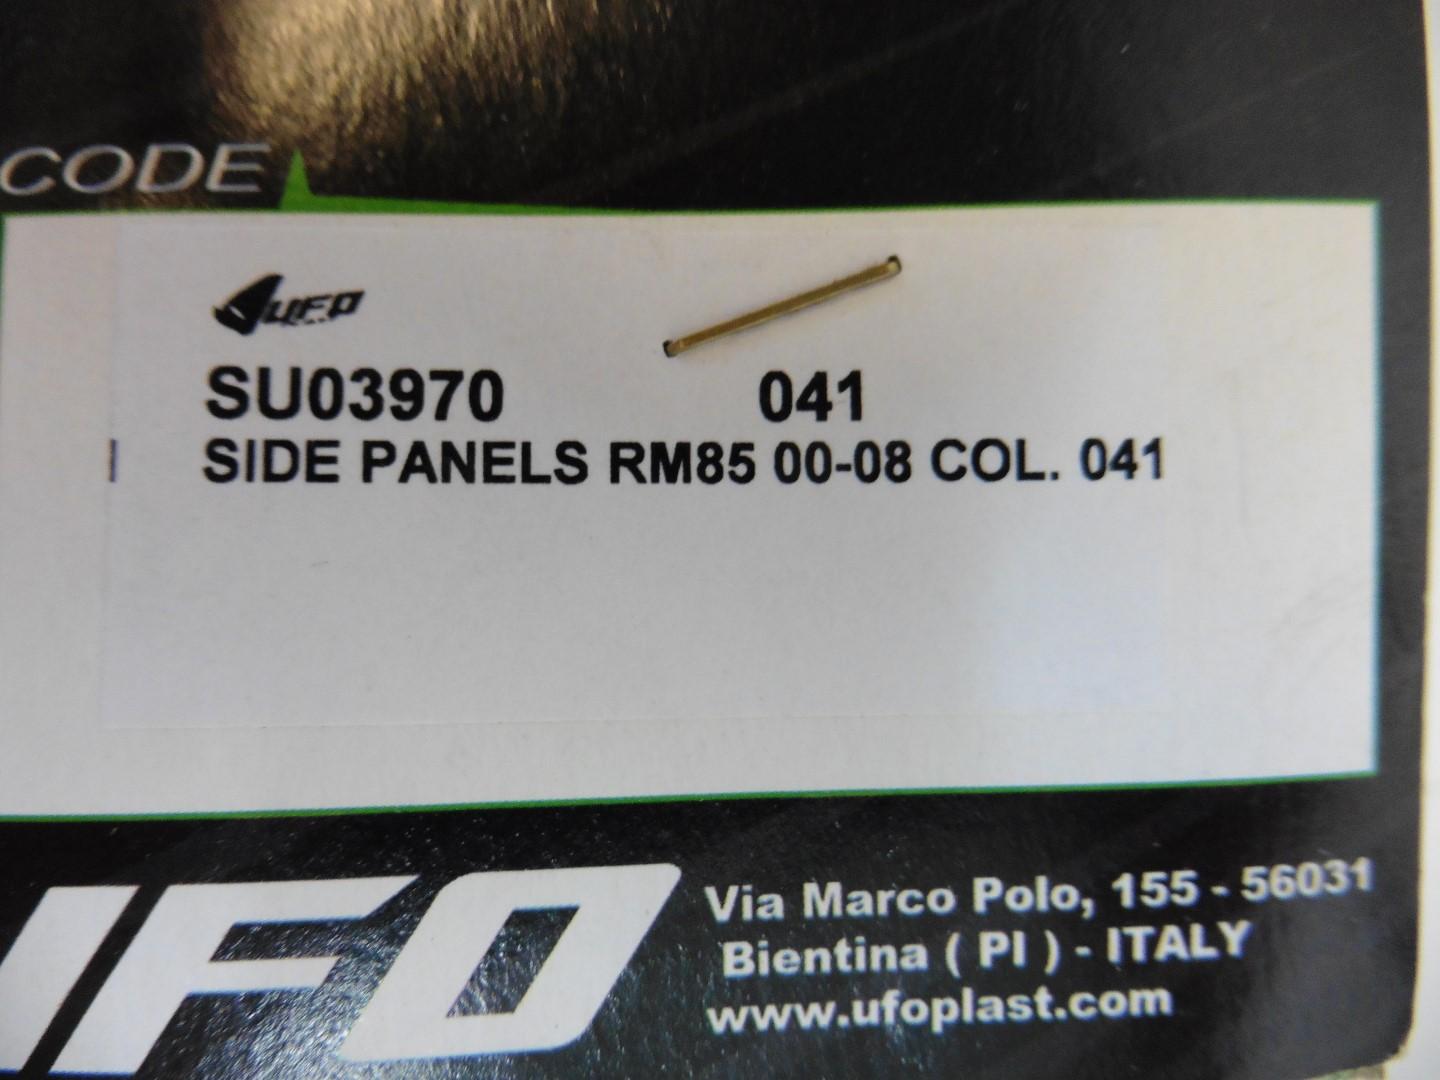 CODE
UFO
SU03970 041
SIDE PANELS RM85 00-08 COL. 041
UFO
Via Marco Polo, 155 - 56031
Bientina ( PI ) - ITALY
www.ufoplast.com